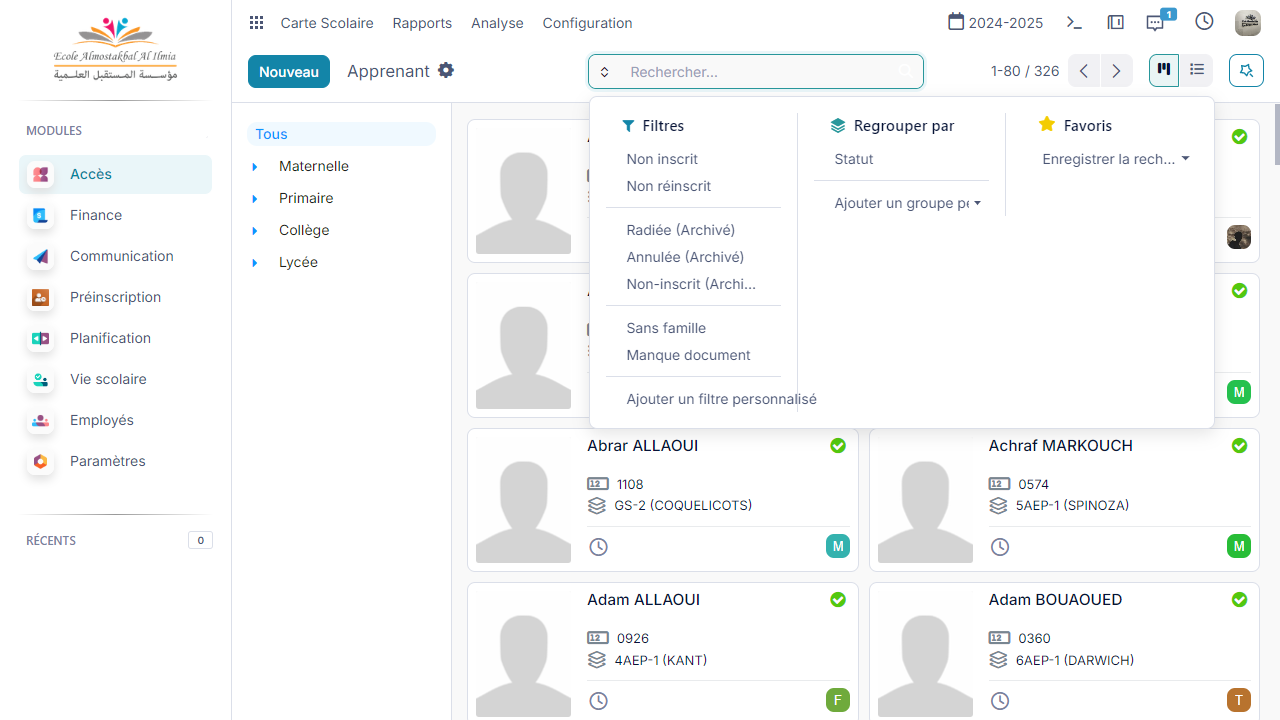 Ecole Almostakbal Al Ilmia
مؤسسة المستقبل العلمية
MODULES
Accès
Finance
Communication
Préinscription
Planification
Vie scolaire
Employés
Paramètres
RÉCENTS
0
Carte Scolaire
Rapports
Analyse
Configuration
2024-2025
1
Nouveau
Apprenant
Rechercher...
1-80 / 326
Tous
Maternelle
Primaire
Collège
Lycée
Filtres
Non inscrit
Non réinscrit
Radiée (Archivé)
Annulée (Archivé)
Non-inscrit (Archi...
Sans famille
Manque document
Ajouter un filtre personnalisé
Regrouper par
Statut
Ajouter un groupe pe
Favoris
Enregistrer la rech...
M
Abrar ALLAOUI
12
1108
GS-2 (COQUELICOTS)
M
Achraf MARKOUCH
12
0574
5AEP-1 (SPINOZA)
M
Adam ALLAOUI
12
0926
4AEP-1 (KANT)
F
Adam BOUAOUED
12
0360
6AEP-1 (DARWICH)
T